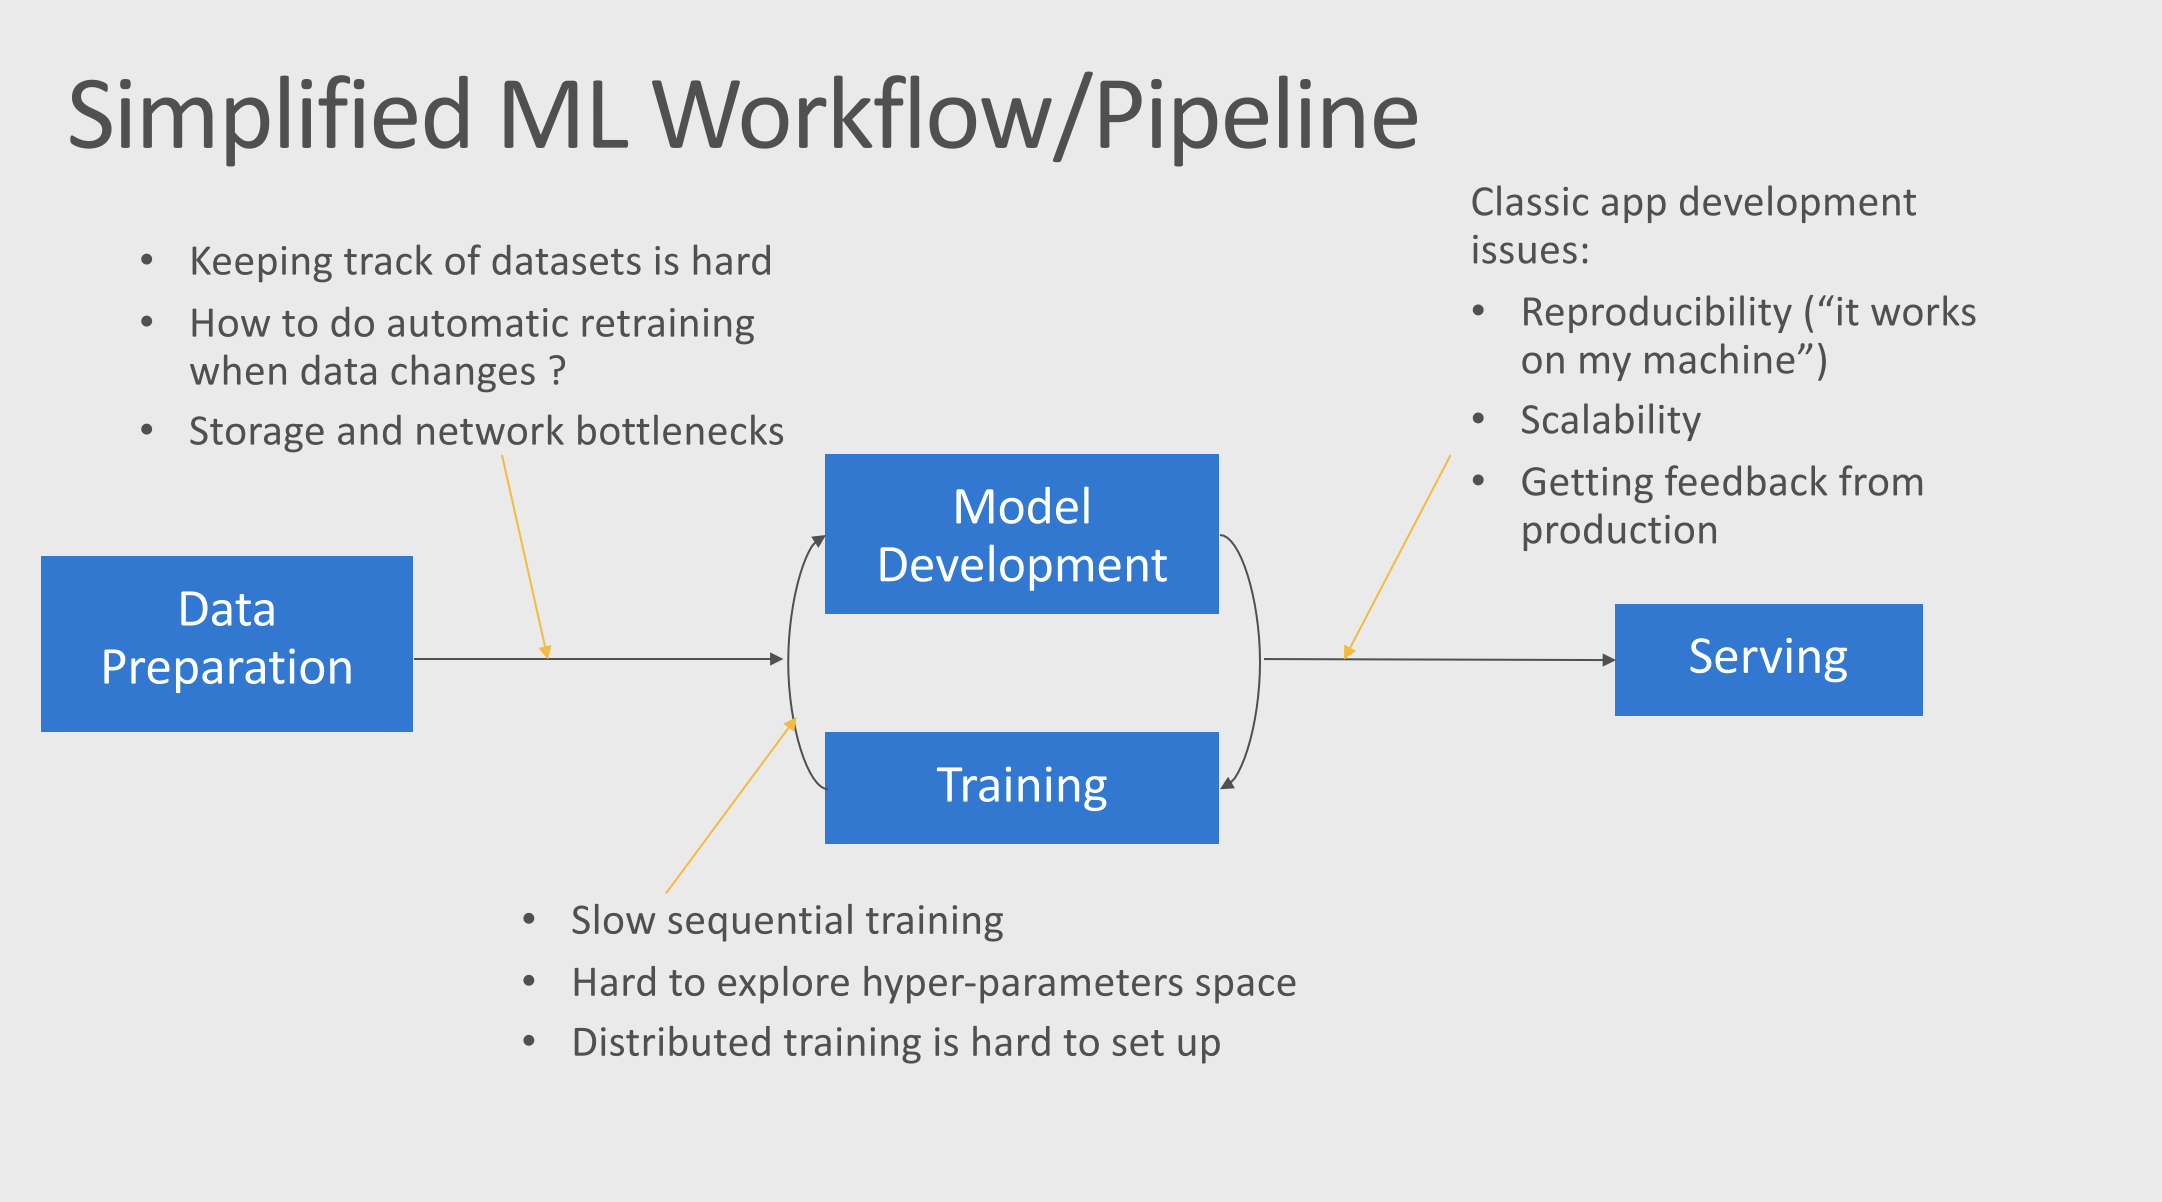 Simplified ML Workflow/Pipeline
• Keeping track of datasets is hard
• How to do automatic retraining
when data changes ?
• Storage and network bottlenecks
Classic app development
issues:
• Reproducibility (“it works
on my machine”)
• Scalability
• Getting feedback from
production
Data
Preparation
Model
Development
Training
Serving
• Slow sequential training
• Hard to explore hyper-parameters space
• Distributed training is hard to set up